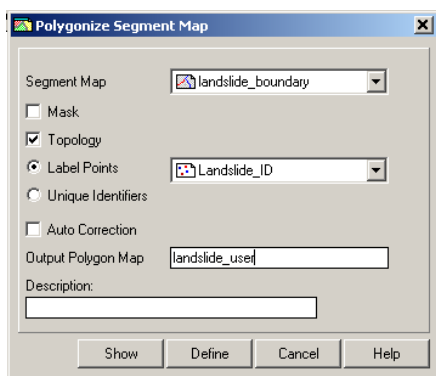 Polygonize Segment Map
Segment Map landslide_boundary
Mask
Topology
Label Points Landslide_ID
Unique Identifiers
Auto Correction
Output Polygon Map landslide_user
Description:
Show Define Cancel Help